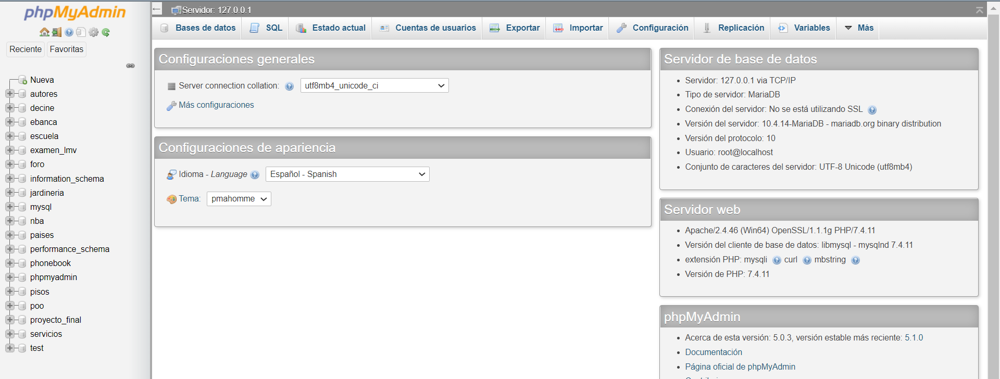 phpMyAdmin
Reciente Favoritas
Nueva
autores
decine
ebanca
escuela
examen_lmv
foro
information_schema
jardineria
mysql
nba
paises
performance_schema
phonebook
phpmyadmin
pisos
poo
proyecto_final
servicios
test
Servidor: 127.0.0.1
Bases de datos SQL Estado actual Cuentas de usuarios Exportar Importar Configuración Replicación Variables Más
Configuraciones generales
Server connection collation: utf8mb4_unicode_ci
Más configuraciones
Configuraciones de apariencia
Idioma - Language Español - Spanish
Tema: pmahomme
Servidor de base de datos
Servidor: 127.0.0.1 via TCP/IP
Tipo de servidor: MariaDB
Conexión del servidor: No se está utilizando SSL
Versión del servidor: 10.4.14-MariaDB - mariadb.org binary distribution
Versión del protocolo: 10
Usuario: root@localhost
Conjunto de caracteres del servidor: UTF-8 Unicode (utf8mb4)
Servidor web
Apache/2.4.46 (Win64) OpenSSL/1.1.1g PHP/7.4.11
Versión del cliente de base de datos: libmysql - mysqlnd 7.4.11
extensión PHP: mysqli curl mbstring
Versión de PHP: 7.4.11
phpMyAdmin
Acerca de esta versión: 5.0.3, versión estable más reciente: 5.1.0
Documentación
Página oficial de phpMyAdmin